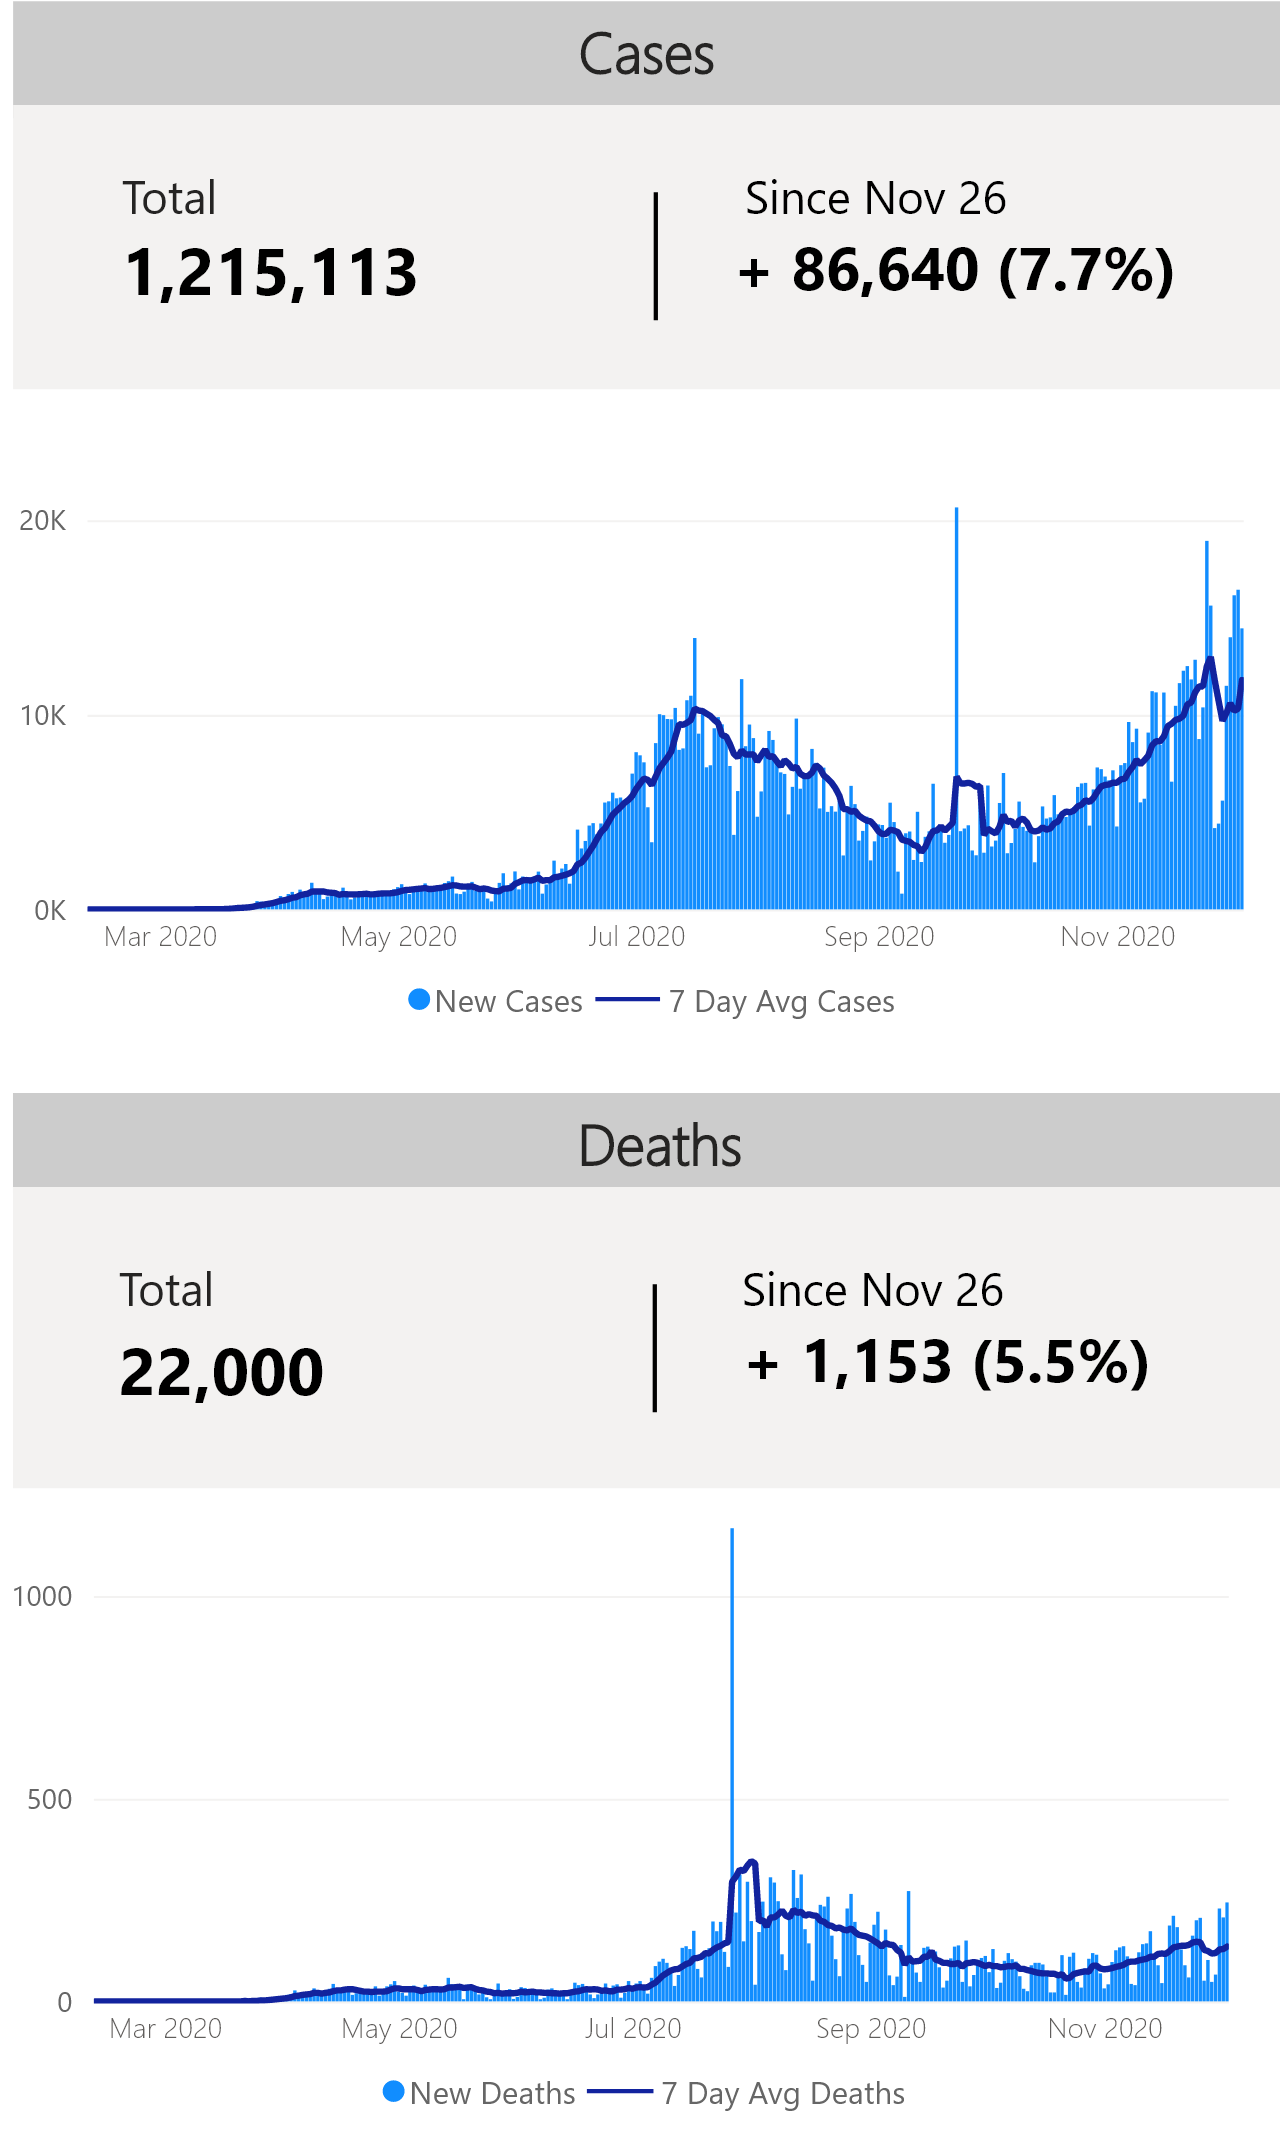 Cases
Total
Since Nov 26
1,215,113
+ 86,640 (7.7%)
20K
10K
0K
Mar 2020 May 2020 Jul 2020 Sep 2020 Nov 2020
New Cases 7 Day Avg Cases
Deaths
Total
Since Nov 26
22,000
+ 1,153 (5.5%)
1000
500
0
Mar 2020 May 2020 Jul 2020 Sep 2020 Nov 2020
New Deaths 7 Day Avg Deaths